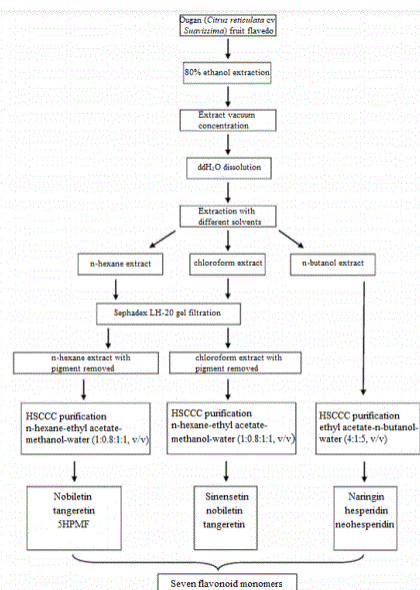 Ougan (Citrus reticulata cv
Suavissima) fruit flavedo
80% ethanol extraction
Extract vacuum
concentration
ddH₂O dissolution
Extraction with
different solvents
n-hexane extract
chloroform extract
n-butanol extract
Sephadex LH-20 gel filtration
n-hexane extract with
pigment removed
chloroform extract with
pigment removed
HSCCC purification
n-hexane-ethyl acetate-
methanol-water (1:0.8:1:1, v/v)
HSCCC purification
n-hexane-ethyl acetate-
methanol-water (1:0.8:1:1, v/v)
HSCCC purification
ethyl acetate-n-butanol-
water (4:1:5, v/v)
Nobiletin
tangeretin
5HPMF
Sinensetin
nobiletin
tangeretin
Naringin
hesperidin
neohesperidin
Seven flavonoid monomers